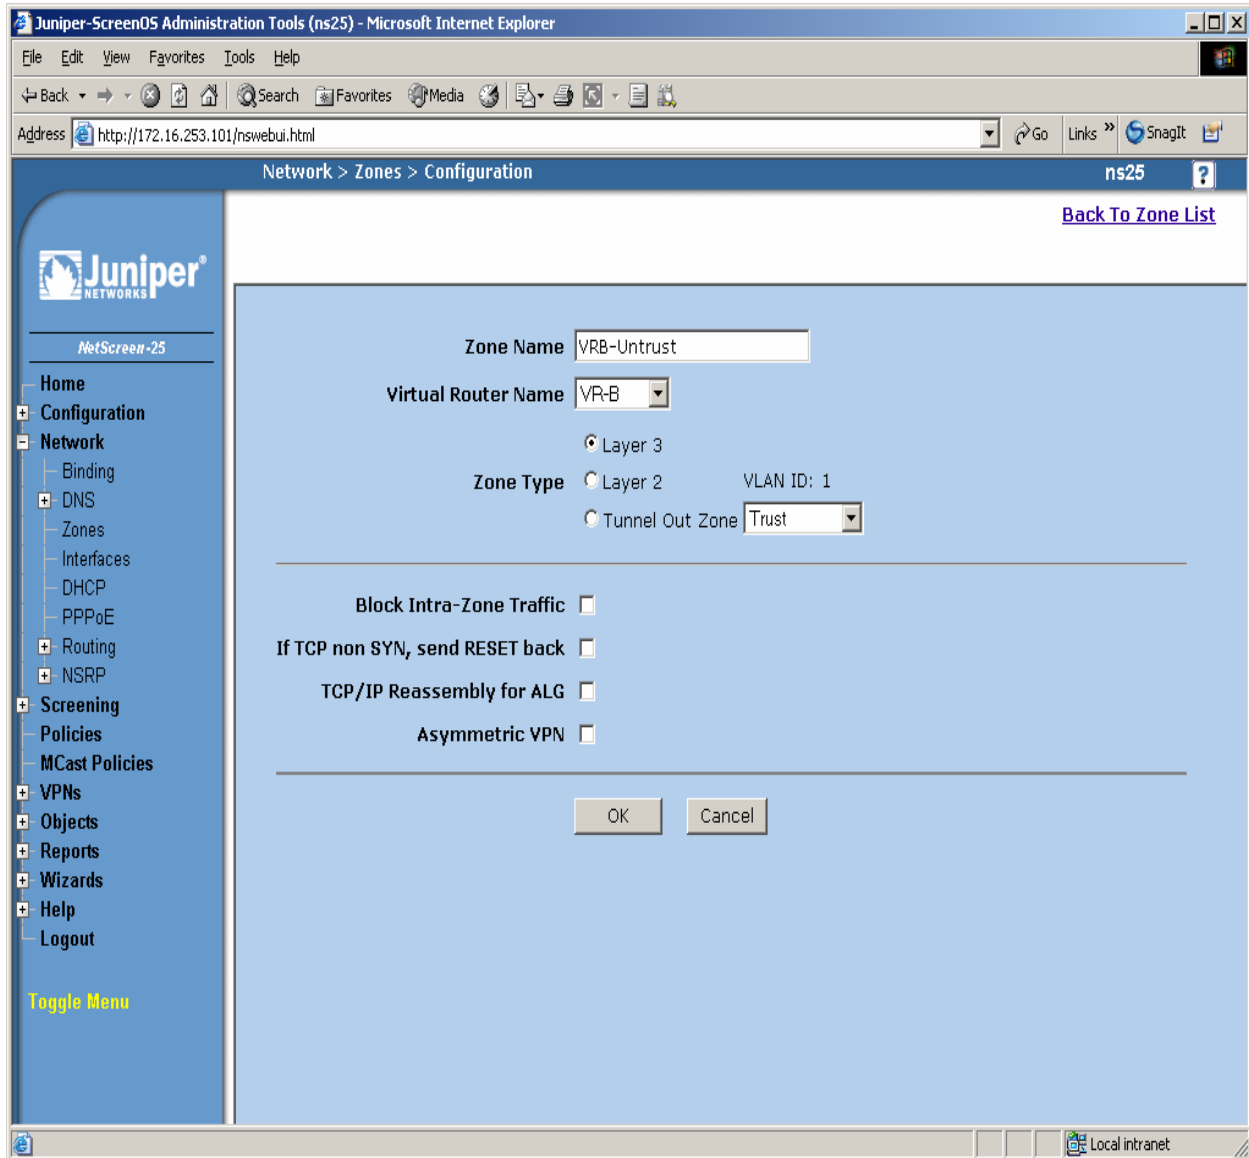 Juniper-ScreenOS Administration Tools (ns25) - Microsoft Internet Explorer
File Edit View Favorites Tools Help
Back Search Favorites Media
Address http://172.16.253.101/nswebui.html Go Links » SnagIt
Network > Zones > Configuration ns25 ?
Back To Zone List
Juniper®
NETWORKS
NetScreen-25
Home
Configuration
Network
Binding
DNS
Zones
Interfaces
DHCP
PPPoE
Routing
NSRP
Screening
Policies
MCast Policies
VPNs
Objects
Reports
Wizards
Help
Logout
Toggle Menu
Zone Name VRB-Untrust
Virtual Router Name VR-B
Layer 3
Zone Type Layer 2 VLAN ID: 1
Tunnel Out Zone Trust
Block Intra-Zone Traffic
If TCP non SYN, send RESET back
TCP/IP Reassembly for ALG
Asymmetric VPN
OK Cancel
Local intranet